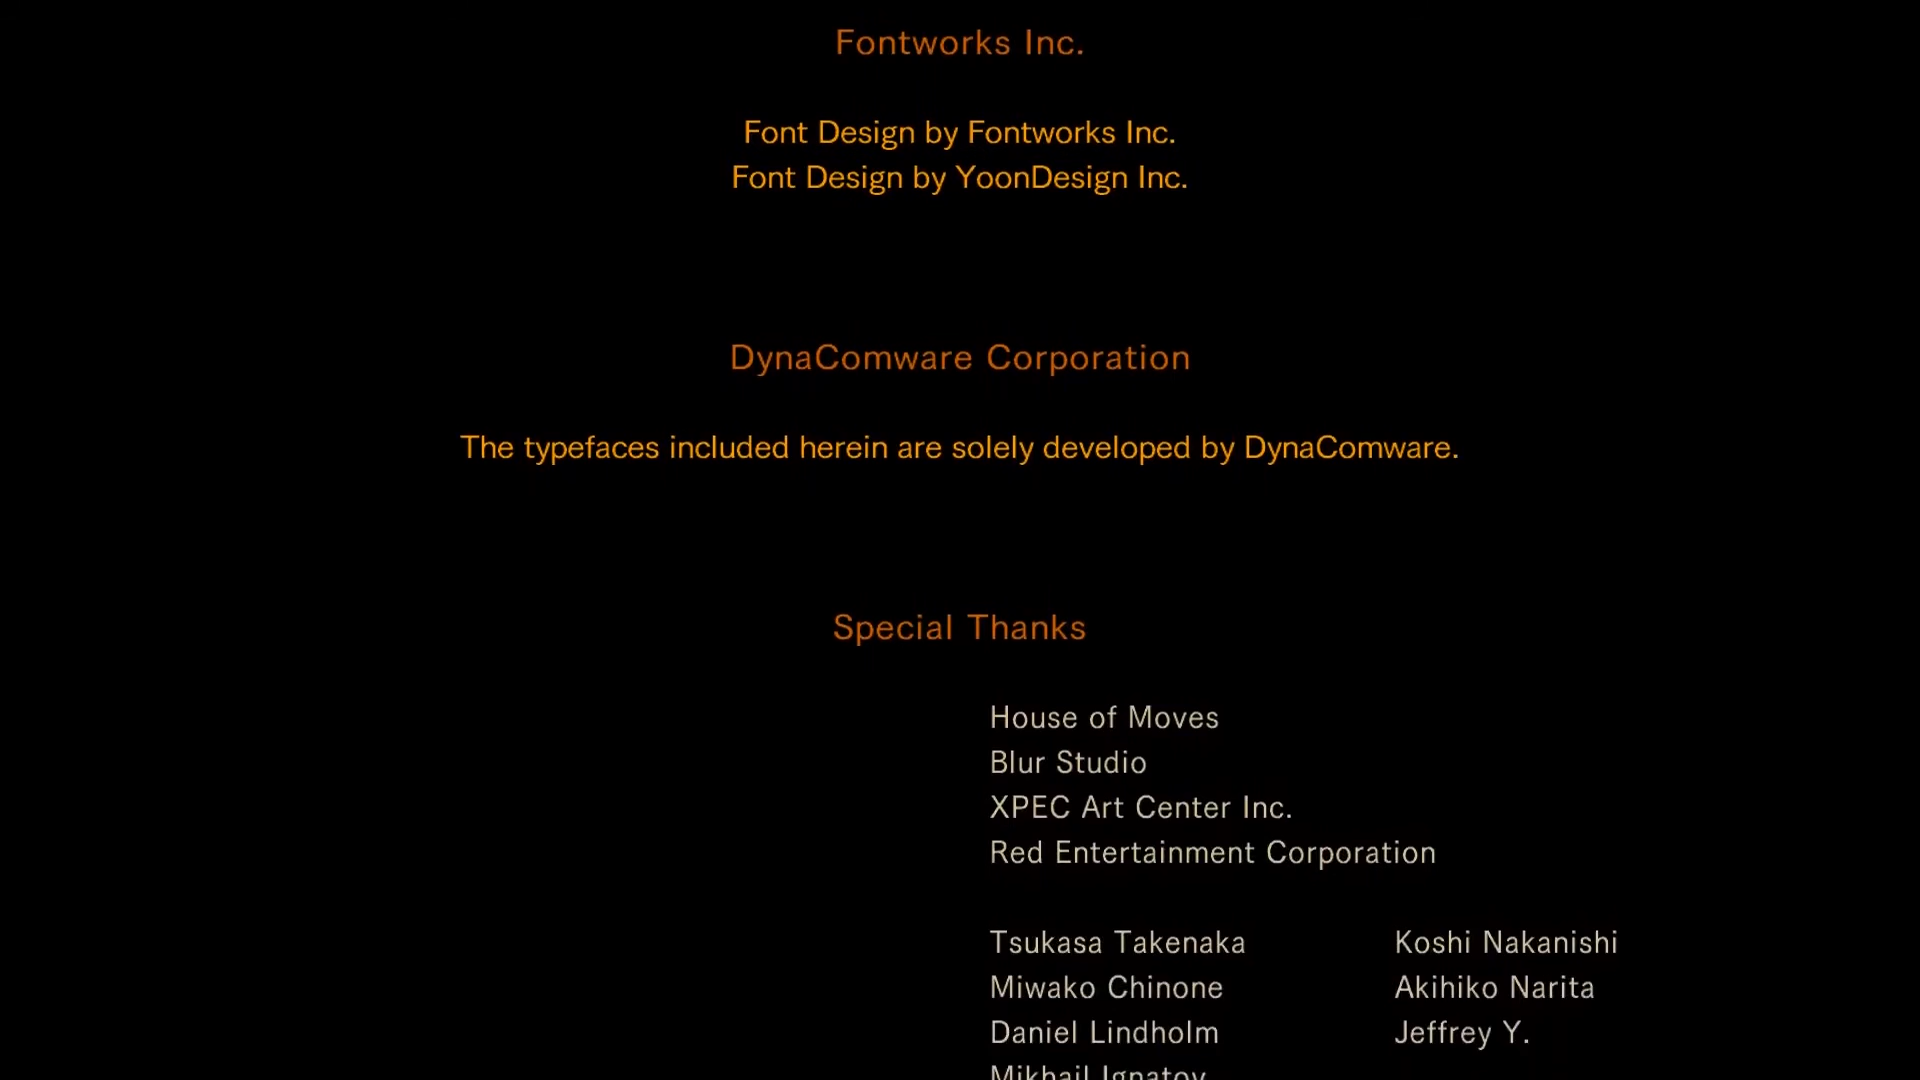 Fontworks Inc.
Font Design by Fontworks Inc.
Font Design by YoonDesign Inc.
DynaComware Corporation
The typefaces included herein are solely developed by DynaComware.
Special Thanks
House of Moves
Blur Studio
XPEC Art Center Inc.
Red Entertainment Corporation
Tsukasa Takenaka Koshi Nakanishi
Miwako Chinone Akihiko Narita
Daniel Lindholm Jeffrey Y.
Mikhail Ignatov